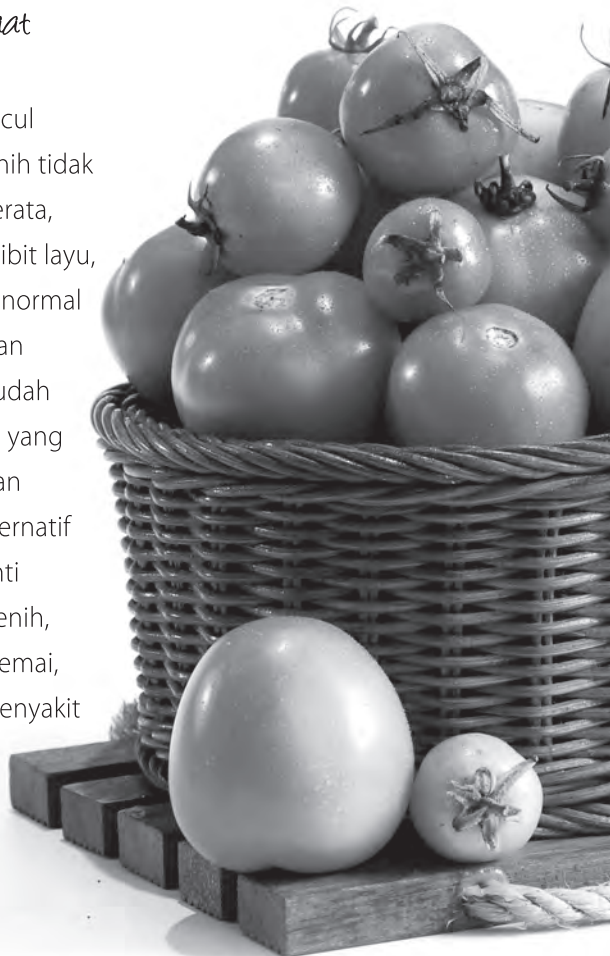 at
cul
nih tidak
erata,
ibit layu,
normal
an
udah
yang
an
ernatif
nti
enih,
emai,
enyakit